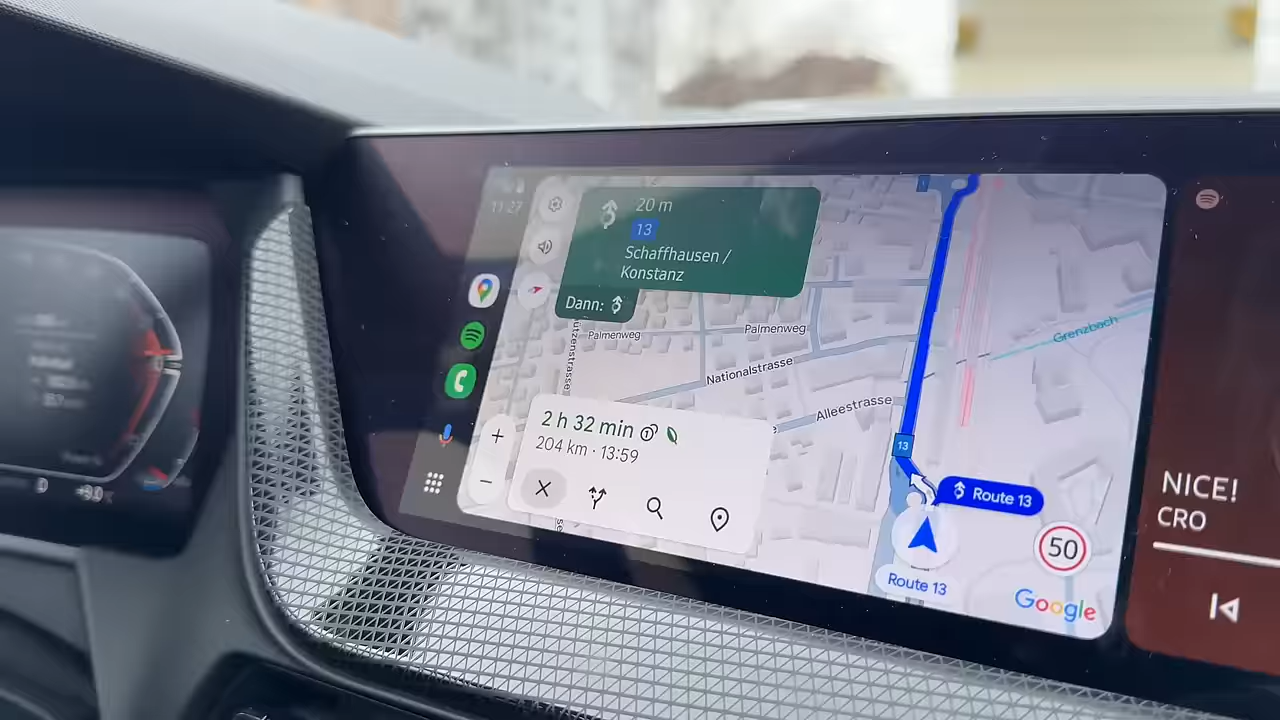 11:27
20 m
13
Schaffhausen /
Konstanz
Dann:
Palmenweg
Palmenweg
Nationalstrasse
Alleestrasse
Grenzbach
2 h 32 min
204 km · 13:59
13
Route 13
Route 13
50
Google
NICE!
CRO